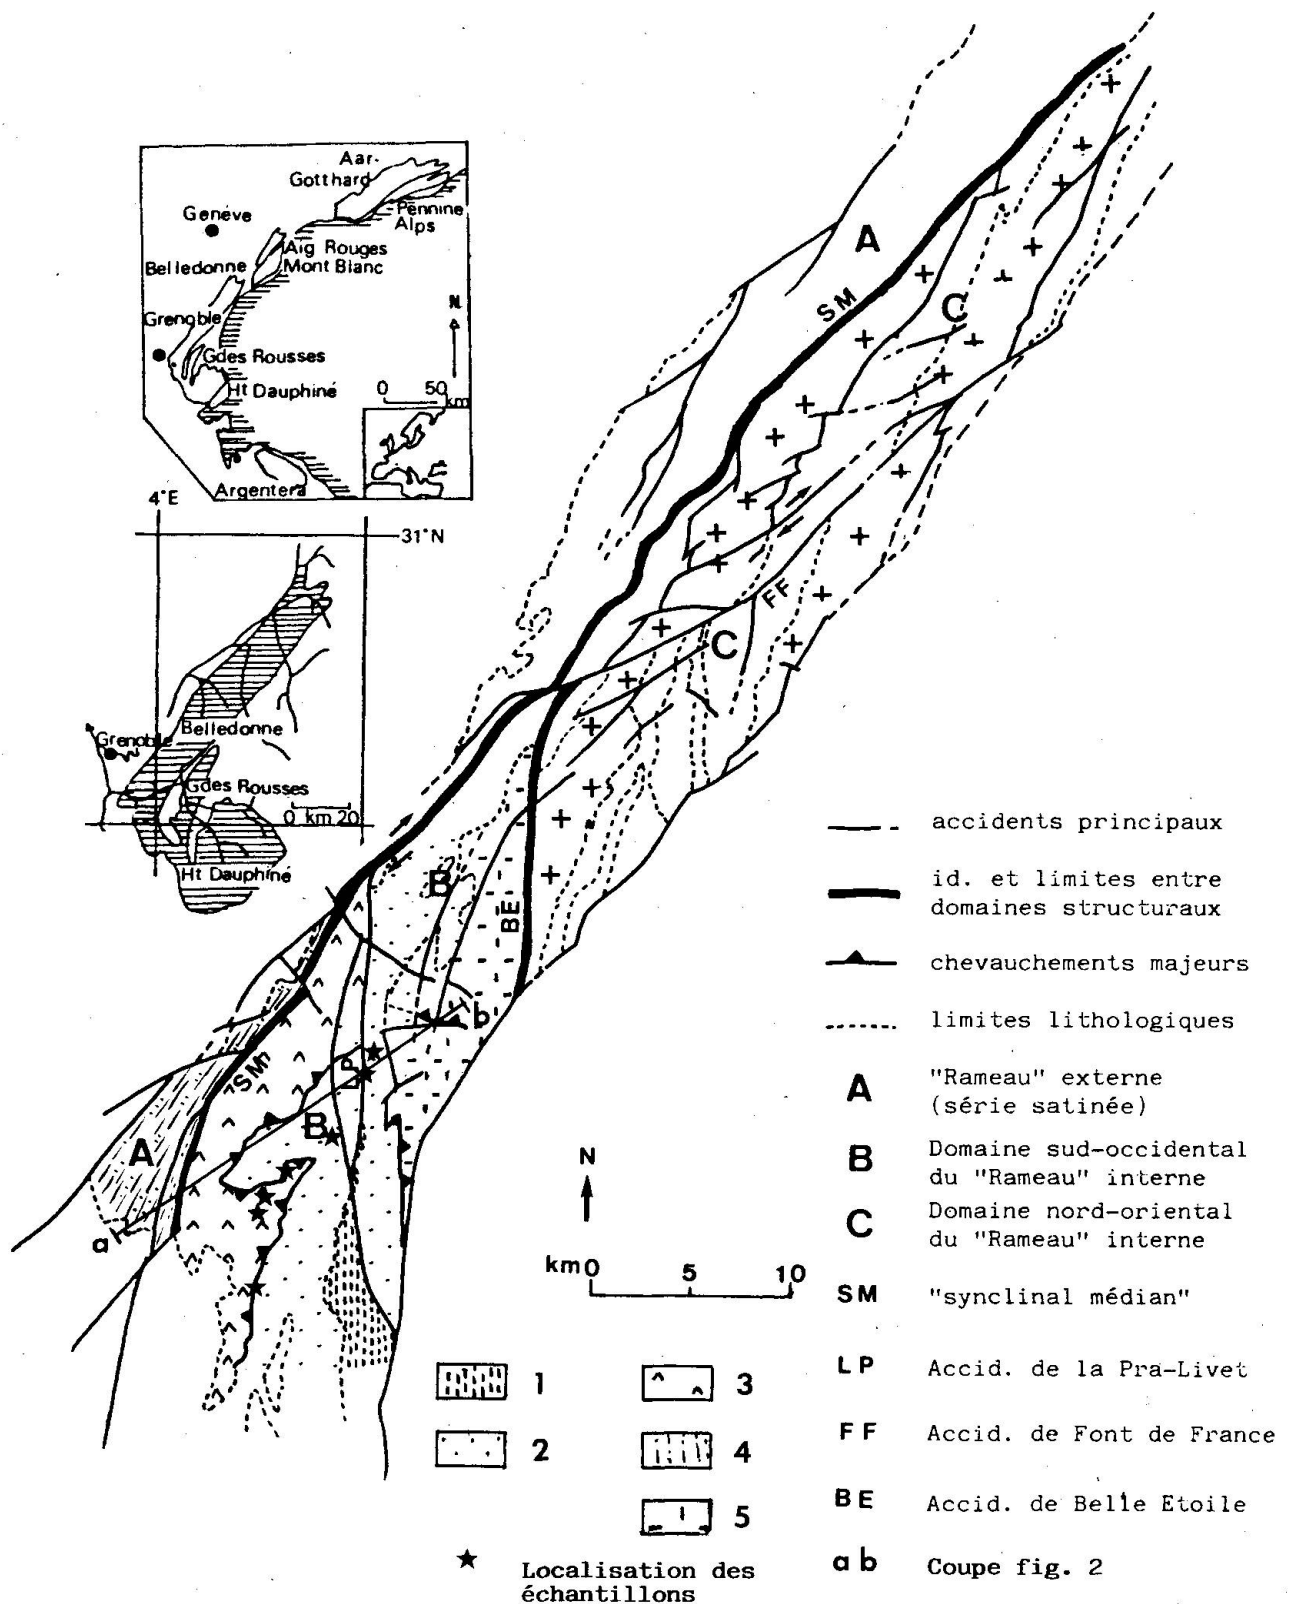 Aar-
Gotthard
Pennine
Alps
Genéve
Aig Rouges
Mont Blanc
Belledonne
N
Grenoble
Gdes Rousses
Ht Dauphiné
0 50
km
Argentera
4°E
31°N
Belledonne
Grenoble
Gdes Rousses
0 km 20
Ht Dauphiné
A
SM
C
FF
C
B
BE
b
SM
LP
B
A
a
N
km 0 5 10
accidents principaux
id. et limites entre
domaines structuraux
chevauchements majeurs
limites lithologiques
A "Rameau" externe
(série satinée)
B Domaine sud-occidental
du "Rameau" interne
C Domaine nord-oriental
du "Rameau" interne
SM "synclinal médian"
LP Accid. de la Pra-Livet
FF Accid. de Font de France
BE Accid. de Belle Etoile
ab Coupe fig. 2
1
2
3
4
5
Localisation des
échantillons